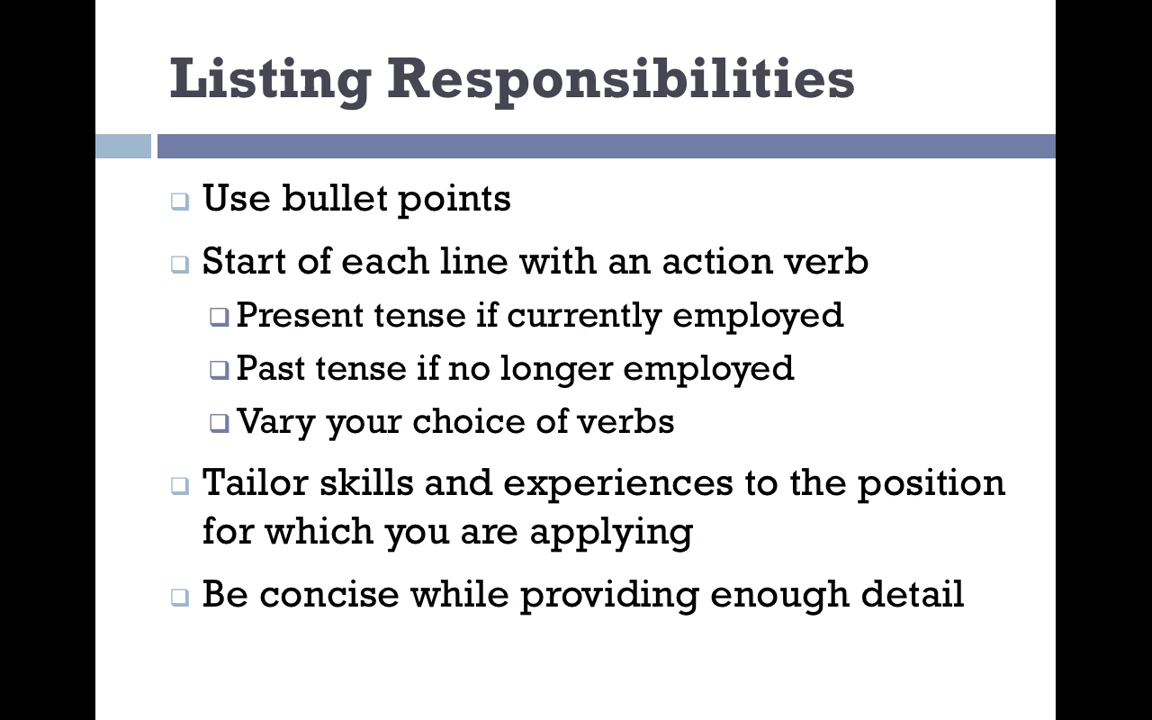 Listing Responsibilities
Use bullet points
Start of each line with an action verb
Present tense if currently employed
Past tense if no longer employed
Vary your choice of verbs
Tailor skills and experiences to the position
for which you are applying
Be concise while providing enough detail